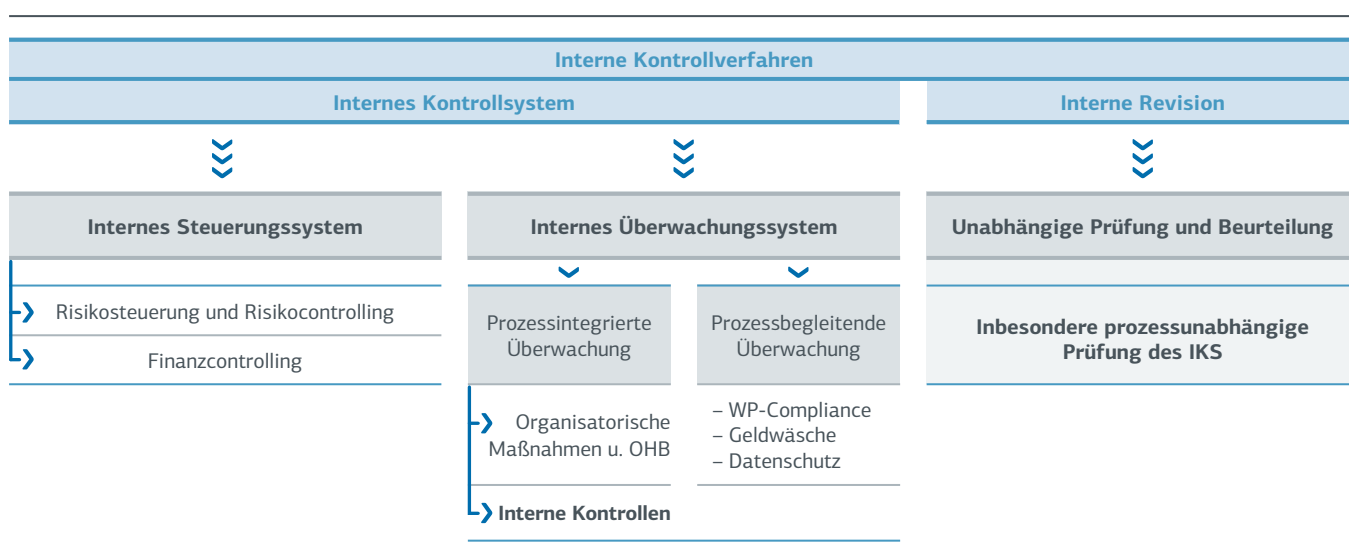 Interne Kontrollverfahren
Internes Kontrollsystem
Interne Revision
Internes Steuerungssystem
Internes Überwachungssystem
Unabhängige Prüfung und Beurteilung
Risikosteuerung und Risikocontrolling
Finanzcontrolling
Prozessintegrierte
Überwachung
Prozessbegleitende
Überwachung
Inbesondere prozessunabhängige
Prüfung des IKS
Organisatorische
Maßnahmen u. OHB
– WP-Compliance
– Geldwäsche
– Datenschutz
Interne Kontrollen